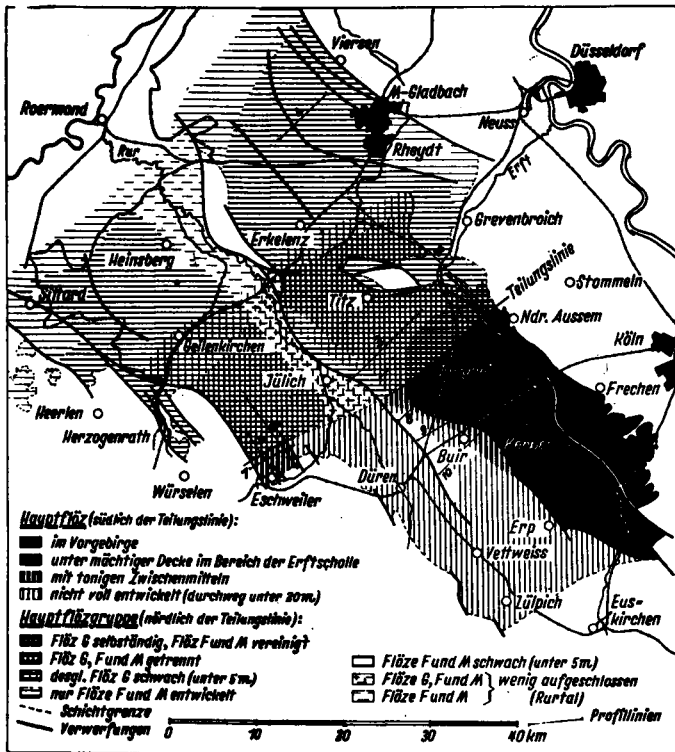 Viersen
Düsseldorf
M-Gladbach
Roermond
Neuss
Rur
Rheydt
Erft
Grevenbroich
Erkelenz
Heinsberg
Teilungslinie
Stommeln
Sittard
Titz
Ndr. Aussem
Köln
Geilenkirchen
Jülich
Frechen
Heerlen
Herzogenrath
Buir
Düren
Würselen
Eschweiler
Erp
Vettweiss
Zülpich
Eus-
kirchen
Hauptflöz (südlich der Teilungslinie):
im Vorgebirge
unter mächtiger Decke im Bereich der Erftscholle
mit tonigen Zwischenmitteln
nicht voll entwickelt (durchweg unter 20m.)
Hauptflözgruppe (nördlich der Teilungslinie):
Flöz G selbständig, Flöz F und M vereinigt
Flöz G, F und M getrennt
desgl. Flöz G schwach (unter 5m.)
nur Flöze F und M entwickelt
Schichtgrenze
Verwerfungen
Flöze F und M schwach (unter 5m.)
Flöze G, F und M } wenig aufgeschlossen
Flöze F und M } (Rurtal)
Profillinien
0 10 20 30 40 km